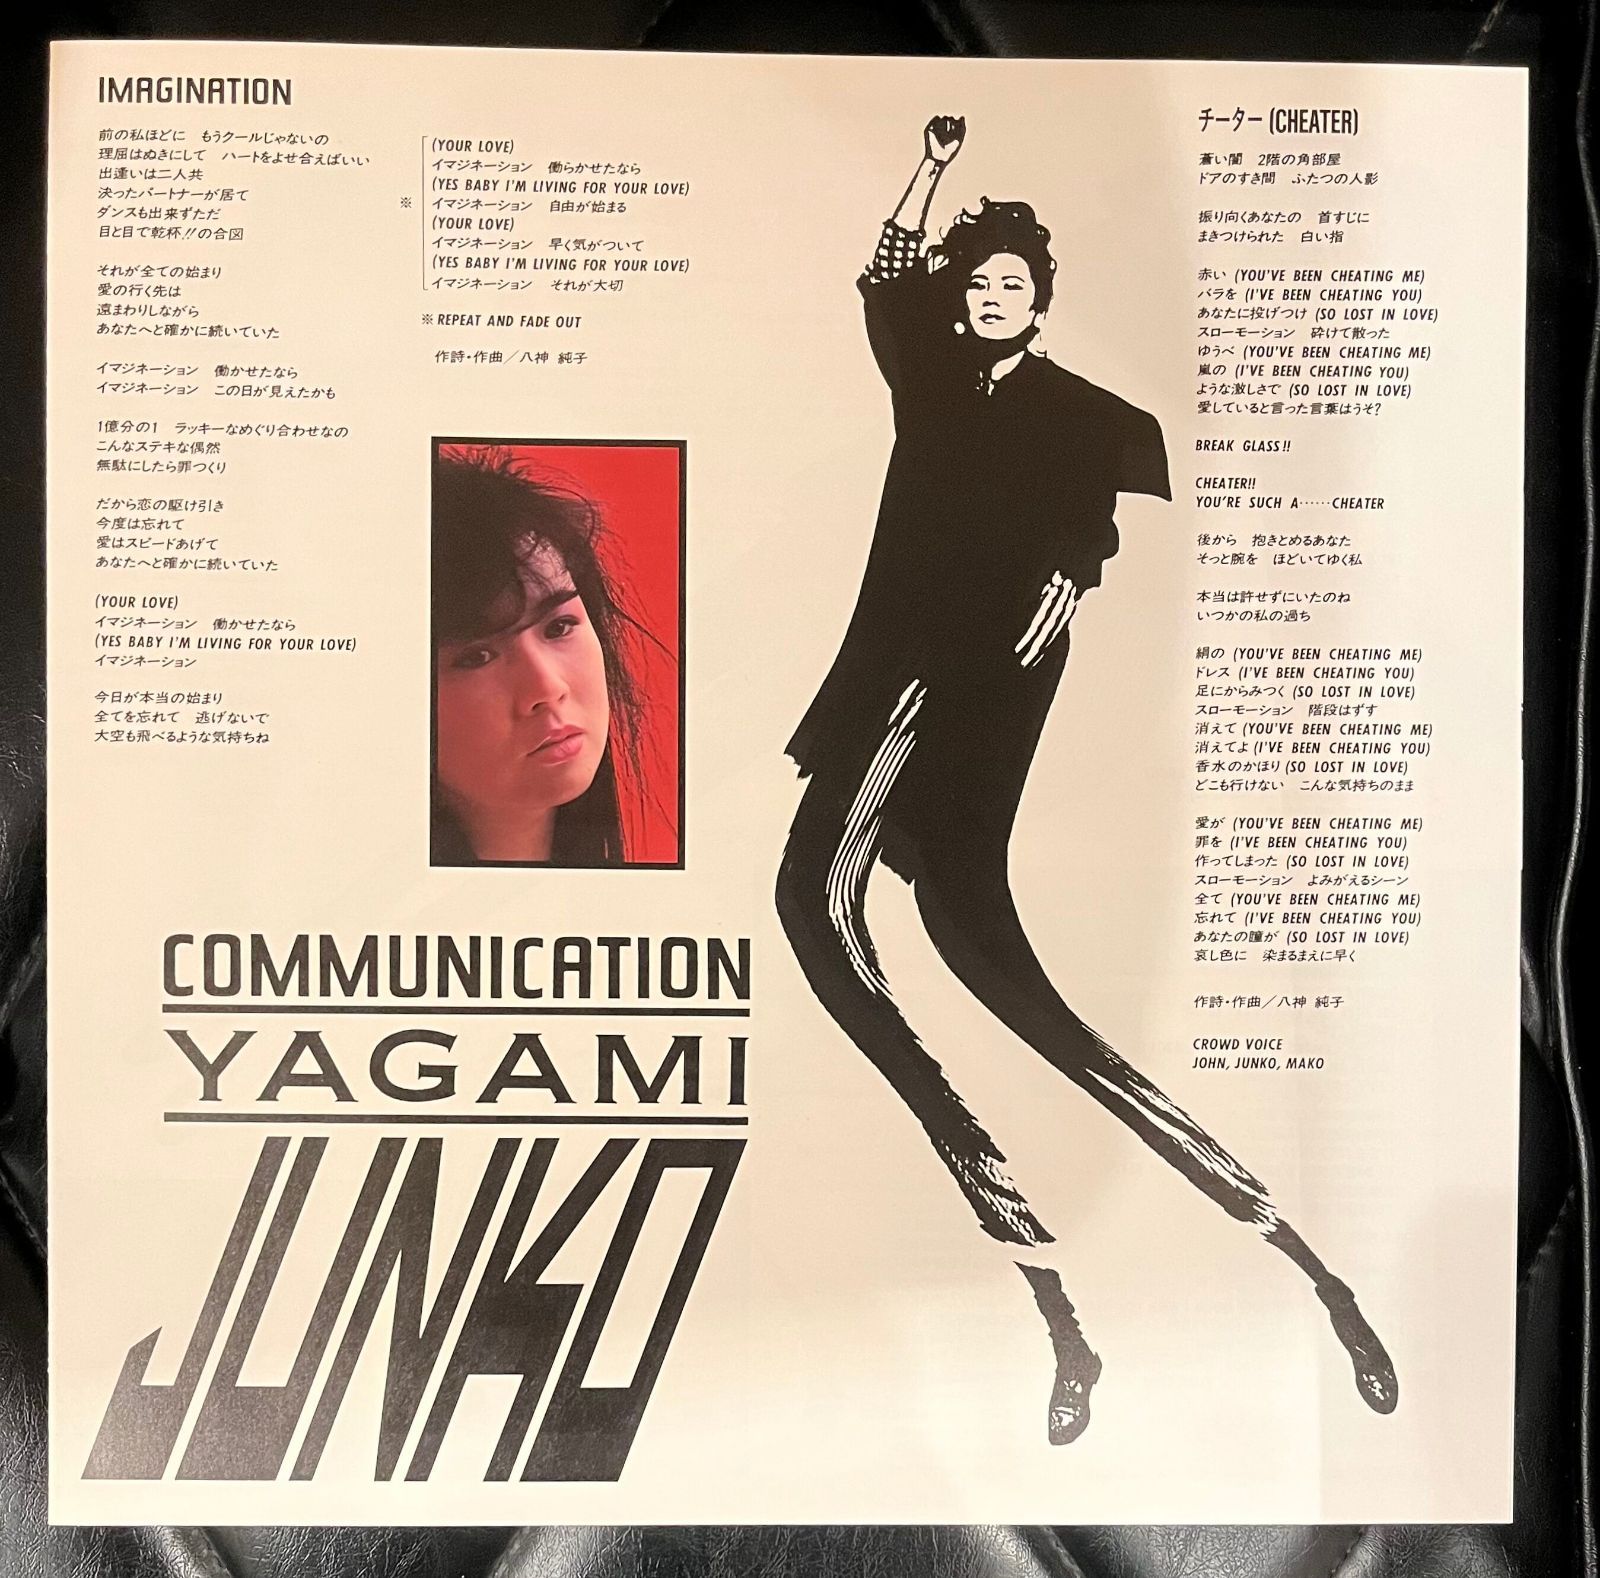 IMAGINATION
前の私ほどに　もうクールじゃないの
理屈はぬきにして　ハートをよせ合えばいい
出逢いは二人共
決ったパートナーが居て
ダンスも出来ずただ
目と目で乾杯!!の合図
それが全ての始まり
愛の行く先は
遠まわりしながら
あなたへと確かに続いていた
イマジネーション　働かせたなら
イマジネーション　この日が見えたかも
1億分の1　ラッキーなめぐり合わせなの
こんなステキな偶然
無駄にしたら罪つくり
だから恋の駆け引き
今度は忘れて
愛はスピードあげて
あなたへと確かに続いていた
(YOUR LOVE)
イマジネーション　働かせたなら
(YES BABY I'M LIVING FOR YOUR LOVE)
イマジネーション
今日が本当の始まり
全てを忘れて　逃げないで
大空も飛べるような気持ちね
(YOUR LOVE)
イマジネーション　働らかせたなら
(YES BABY I'M LIVING FOR YOUR LOVE)
※ イマジネーション　自由が始まる
(YOUR LOVE)
イマジネーション　早く気がついて
(YES BABY I'M LIVING FOR YOUR LOVE)
イマジネーション　それが大切
※REPEAT AND FADE OUT
作詩・作曲／八神 純子
COMMUNICATION
YAGAMI
JUNKO
チーター (CHEATER)
蒼い闇　2階の角部屋
ドアのすき間　ふたつの人影
振り向くあなたの　首すじに
まきつけられた　白い指
赤い (YOU'VE BEEN CHEATING ME)
バラを (I'VE BEEN CHEATING YOU)
あなたに投げつけ (SO LOST IN LOVE)
スローモーション　砕けて散った
ゆうべ (YOU'VE BEEN CHEATING ME)
嵐の (I'VE BEEN CHEATING YOU)
ような激しさで (SO LOST IN LOVE)
愛していると言った言葉はうそ?
BREAK GLASS!!
CHEATER!!
YOU'RE SUCH A……CHEATER
後から　抱きとめるあなた
そっと腕を　ほどいてゆく私
本当は許せずにいたのね
いつかの私の過ち
絹の (YOU'VE BEEN CHEATING ME)
ドレス (I'VE BEEN CHEATING YOU)
足にからみつく (SO LOST IN LOVE)
スローモーション　階段はずす
消えて (YOU'VE BEEN CHEATING ME)
消えてよ (I'VE BEEN CHEATING YOU)
香水のかほり (SO LOST IN LOVE)
どこも行けない　こんな気持ちのまま
愛が (YOU'VE BEEN CHEATING ME)
罪を (I'VE BEEN CHEATING YOU)
作ってしまった (SO LOST IN LOVE)
スローモーション　よみがえるシーン
全て (YOU'VE BEEN CHEATING ME)
忘れて (I'VE BEEN CHEATING YOU)
あなたの瞳が (SO LOST IN LOVE)
哀し色に　染まるまえに早く
作詩・作曲／八神 純子
CROWD VOICE
JOHN, JUNKO, MAKO